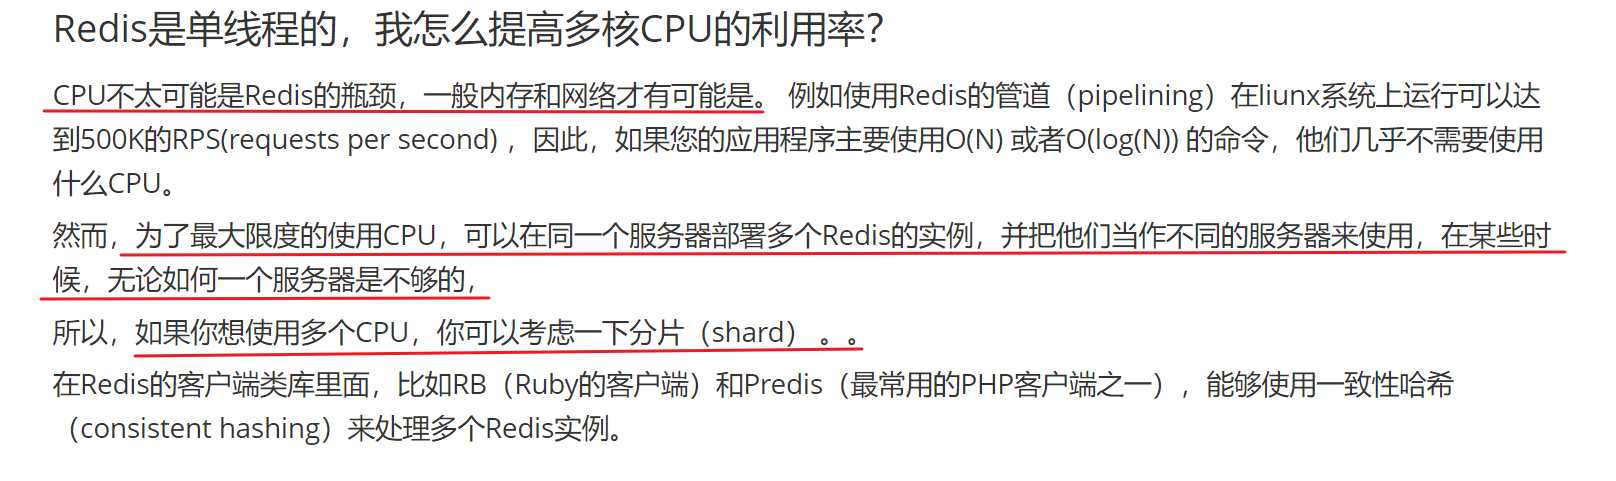 Redis是单线程的，我怎么提高多核CPU的利用率？
CPU不太可能是Redis的瓶颈，一般内存和网络才有可能是。 例如使用Redis的管道（pipelining）在liunx系统上运行可以达
到500K的RPS(requests per second) ，因此，如果您的应用程序主要使用O(N) 或者O(log(N)) 的命令，他们几乎不需要使用
什么CPU。
然而，为了最大限度的使用CPU，可以在同一个服务器部署多个Redis的实例，并把他们当作不同的服务器来使用，在某些时
候，无论如何一个服务器是不够的，
所以，如果你想使用多个CPU，你可以考虑一下分片（shard） 。。
在Redis的客户端类库里面，比如RB（Ruby的客户端）和Predis（最常用的PHP客户端之一），能够使用一致性哈希
（consistent hashing）来处理多个Redis实例。